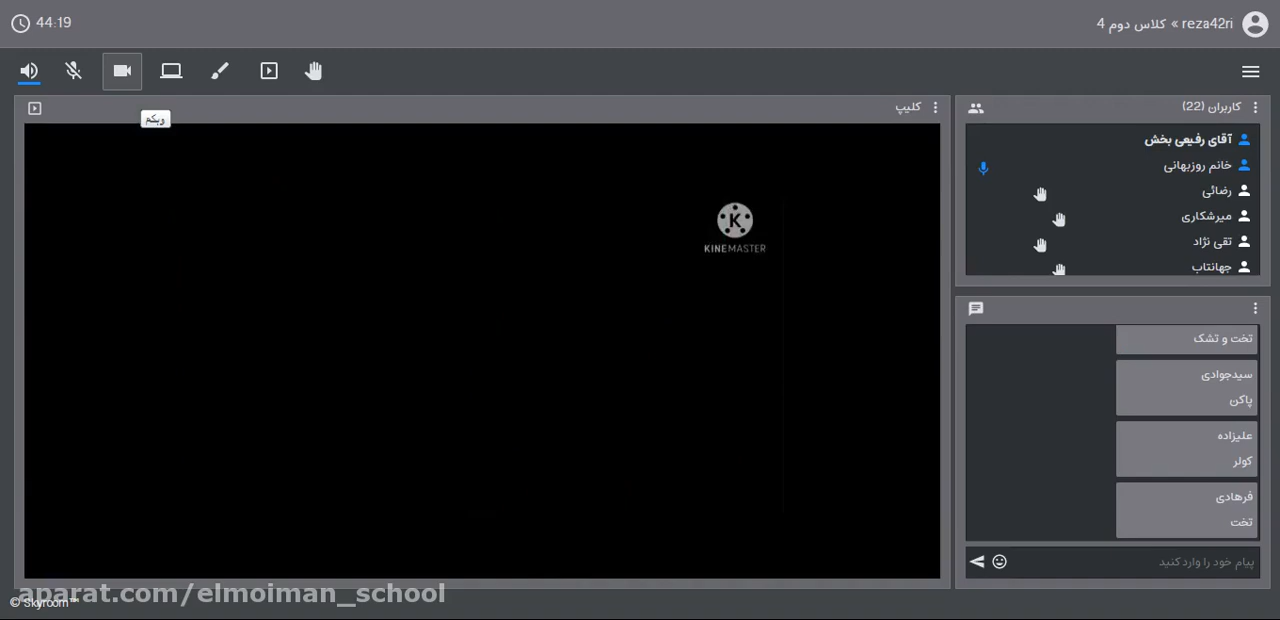 44:19
reza42ri » کلاس دوم 4
وبکم
کلیپ
کاربران (22)
آقای رفیعی بخش
خانم روزبهانی
رضائی
میرشکاری
تقی نژاد
جهانتاب
KINEMASTER
تخت و تشک
سیدجوادی
پاکن
علیزاده
کولر
فرهادی
تخت
پیام خود را وارد کنید
aparat.com/elmoiman_school
© Skyroom™